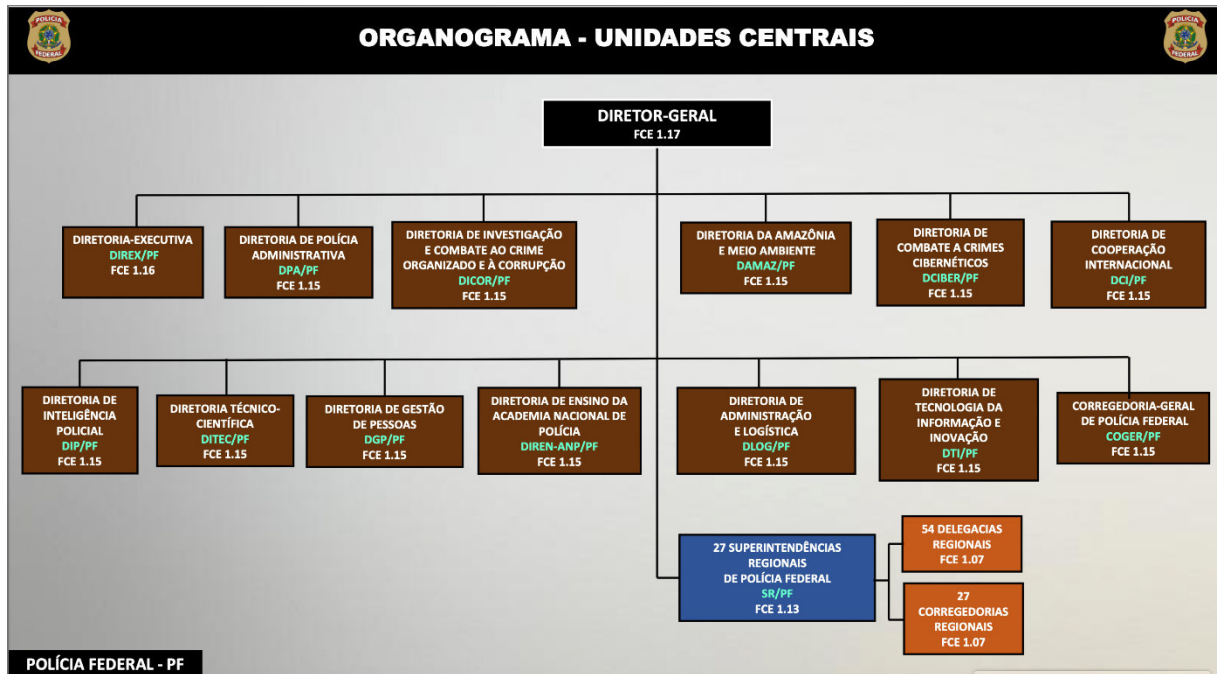 POLÍCIA
FEDERAL
ORGANOGRAMA - UNIDADES CENTRAIS
POLÍCIA
FEDERAL
DIRETOR-GERAL
FCE 1.17
DIRETORIA-EXECUTIVA
DIREX/PF
FCE 1.16
DIRETORIA DE POLÍCIA
ADMINISTRATIVA
DPA/PF
FCE 1.15
DIRETORIA DE INVESTIGAÇÃO
E COMBATE AO CRIME
ORGANIZADO E À CORRUPÇÃO
DICOR/PF
FCE 1.15
DIRETORIA DA AMAZÔNIA
E MEIO AMBIENTE
DAMAZ/PF
FCE 1.15
DIRETORIA DE
COMBATE A CRIMES
CIBERNÉTICOS
DCIBER/PF
FCE 1.15
DIRETORIA DE
COOPERAÇÃO
INTERNACIONAL
DCI/PF
FCE 1.15
DIRETORIA DE
INTELIGÊNCIA
POLICIAL
DIP/PF
FCE 1.15
DIRETORIA TÉCNICO-
CIENTÍFICA
DITEC/PF
FCE 1.15
DIRETORIA DE GESTÃO
DE PESSOAS
DGP/PF
FCE 1.15
DIRETORIA DE ENSINO DA
ACADEMIA NACIONAL DE
POLÍCIA
DIREN-ANP/PF
FCE 1.15
DIRETORIA DE
ADMINISTRAÇÃO
E LOGÍSTICA
DLOG/PF
FCE 1.15
DIRETORIA DE
TECNOLOGIA DA
INFORMAÇÃO E
INOVAÇÃO
DTI/PF
FCE 1.15
CORREGEDORIA-GERAL
DE POLÍCIA FEDERAL
COGER/PF
FCE 1.15
27 SUPERINTENDÊNCIAS
REGIONAIS
DE POLÍCIA FEDERAL
SR/PF
FCE 1.13
54 DELEGACIAS
REGIONAIS
FCE 1.07
27
CORREGEDORIAS
REGIONAIS
FCE 1.07
POLÍCIA FEDERAL - PF